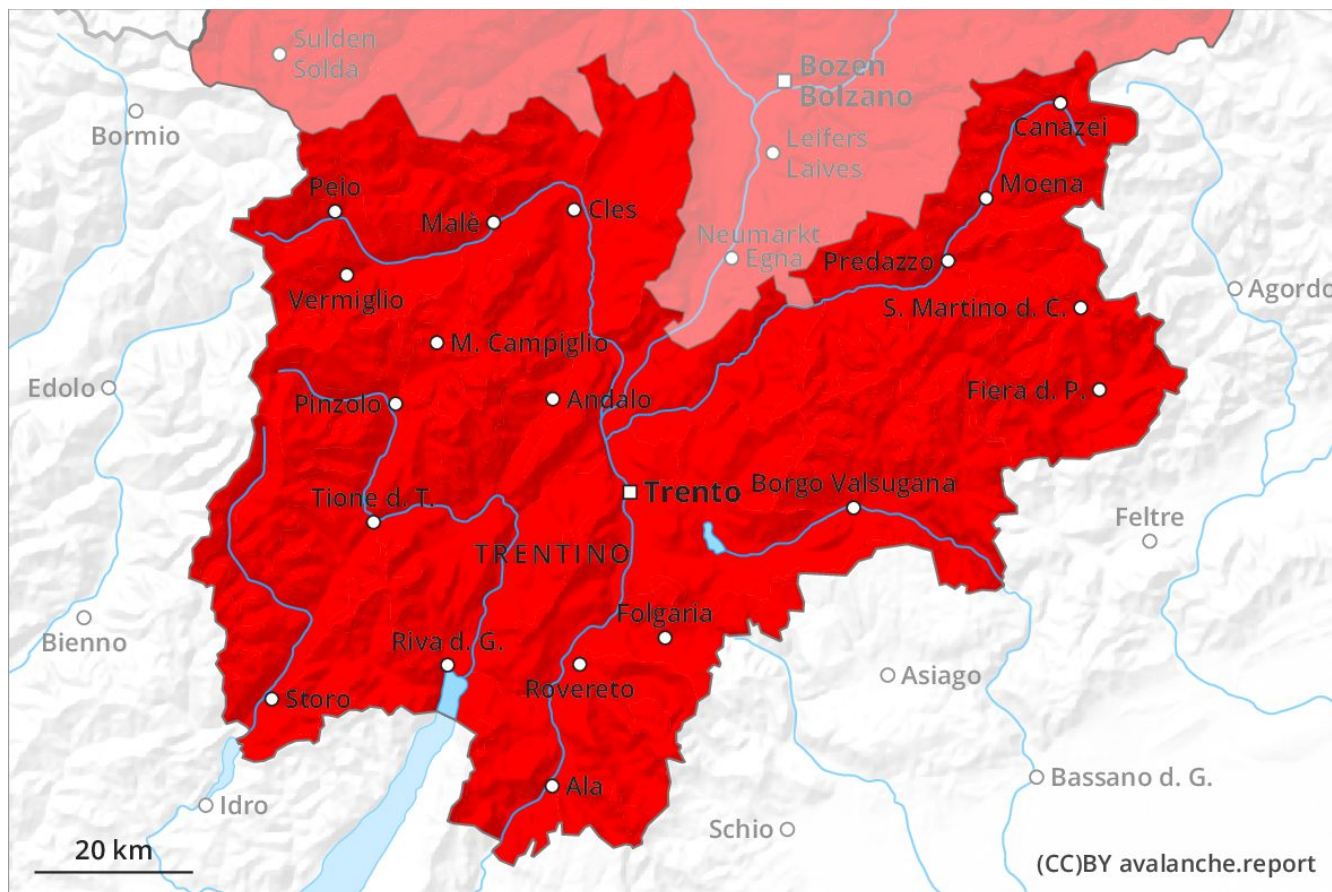 Sulden
Solda
Bozen
Bolzano
Bormio
Canazei
Leifers
Laives
Peio
Moena
Malè
Cles
Neumarkt
Egna
Predazzo
Vermiglio
Agordo
S. Martino d. C.
M. Campiglio
Edolo
Pinzolo
Andalo
Fiera d. P.
Trento
Borgo Valsugana
Tione d. T.
Feltre
TRENTINO
Folgaria
Bienno
Riva d. G.
Asiago
Rovereto
Storo
Bassano d. G.
Ala
Idro
Schio
20 km
(CC)BY avalanche.report